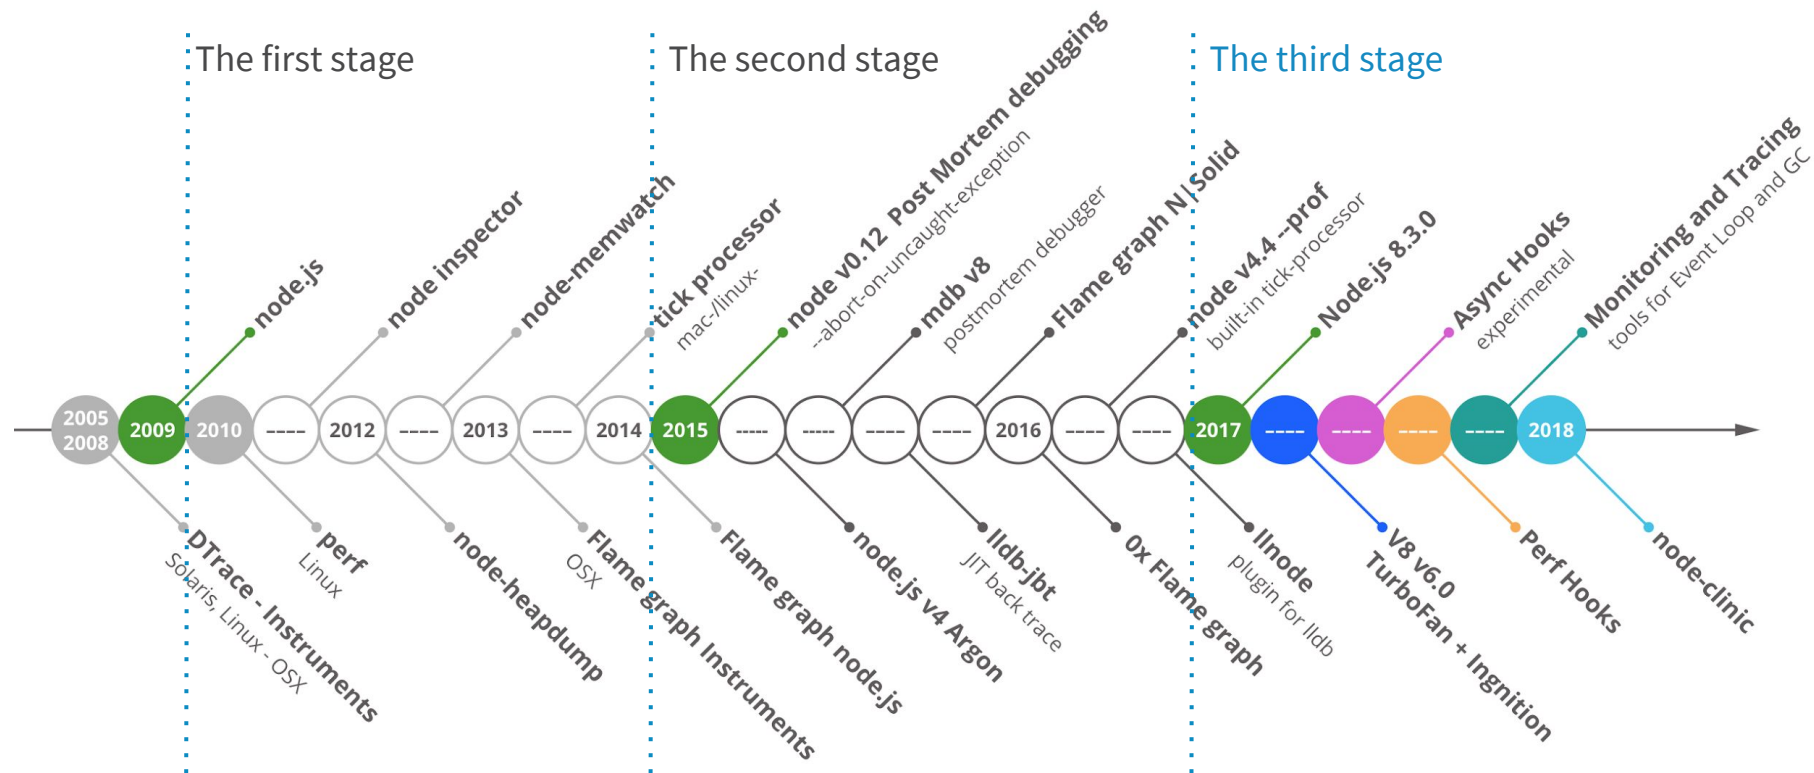 The first stage
The second stage
The third stage
node.js
node inspector
node-memwatch
tick processor
mac-/linux-
node v0.12 Post Mortem debugging
--abort-on-uncaught-exception
mdb v8
postmortem debugger
Flame graph N|Solid
node v4.4 --prof
built-in tick-processor
Node.js 8.3.0
Async Hooks
experimental
Monitoring and Tracing
tools for Event Loop and GC
2005
2008
2009
2010
----
2012
----
2013
----
2014
2015
-----
-----
----
----
2016
----
----
2017
----
----
----
----
2018
DTrace - Instruments
Solaris, Linux - OSX
perf
Linux
node-heapdump
Flame graph Instruments
OSX
Flame graph node.js
node.js v4 Argon
lldb-jbt
JIT back trace
0x Flame graph
llnode
plugin for lldb
V8 v6.0
TurboFan + Ingnition
Perf Hooks
node-clinic